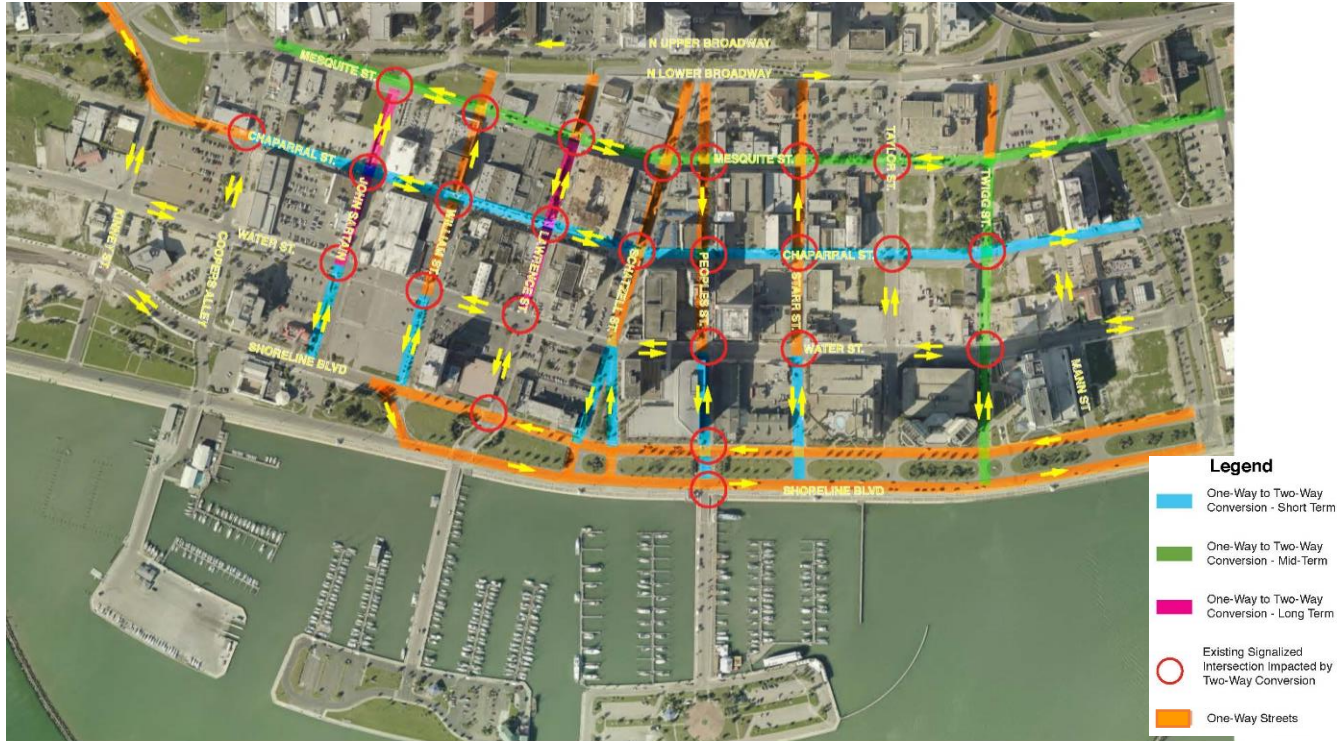 N UPPER BROADWAY
MESQUITE ST.
N LOWER BROADWAY
CHAPARRAL ST.
JOHN SARTAIN
WILLIAM ST.
N LAWRENCE ST.
SCHATZELL ST.
PEOPLES ST.
STARR ST.
TAYLOR ST.
TWIGG ST.
MESQUITE ST.
CHAPARRAL ST.
KINNEY ST.
COOPERS ALLEY
WATER ST.
WATER ST.
MANN ST
SHORELINE BLVD
SHORELINE BLVD
Legend
One-Way to Two-Way
Conversion - Short Term
One-Way to Two-Way
Conversion - Mid-Term
One-Way to Two-Way
Conversion - Long Term
Existing Signalized
Intersection Impacted by
Two-Way Conversion
One-Way Streets